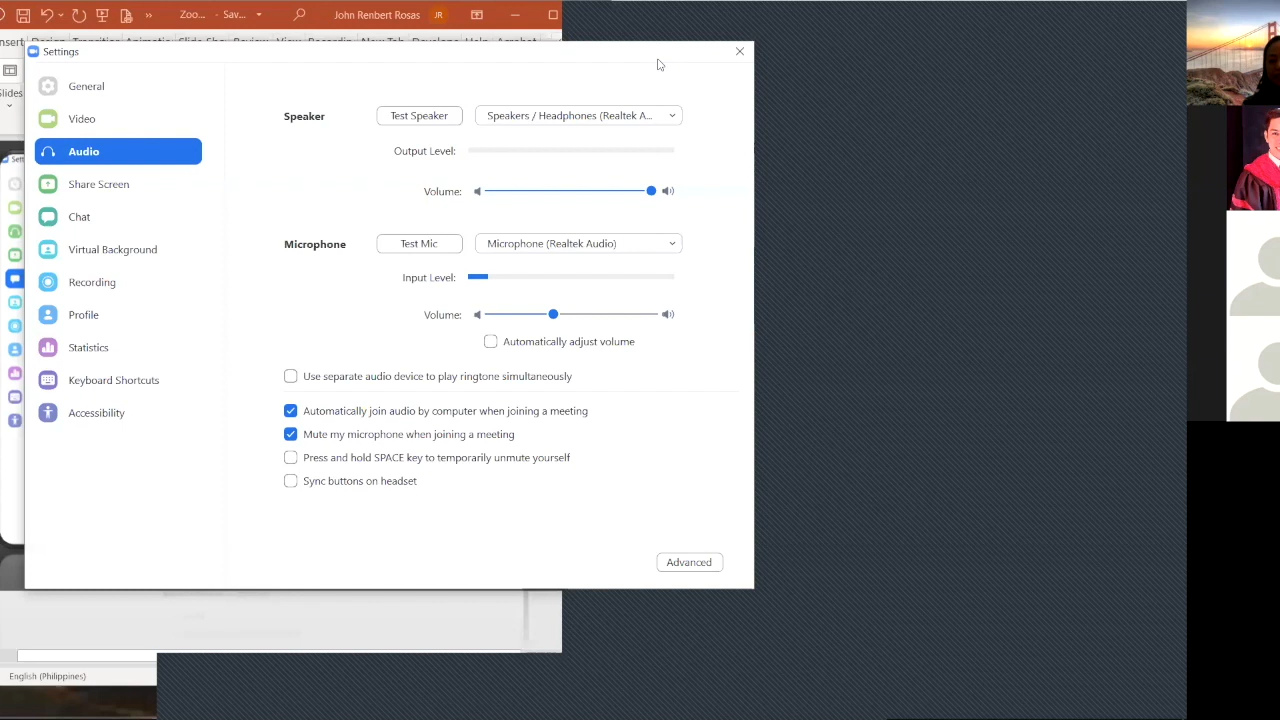 Zoo... - Sav... John Renbert Rosas JR
Settings
General
Video
Audio
Share Screen
Chat
Virtual Background
Recording
Profile
Statistics
Keyboard Shortcuts
Accessibility
Speaker Test Speaker Speakers / Headphones (Realtek A...
Output Level:
Volume:
Microphone Test Mic Microphone (Realtek Audio)
Input Level:
Volume:
Automatically adjust volume
Use separate audio device to play ringtone simultaneously
Automatically join audio by computer when joining a meeting
Mute my microphone when joining a meeting
Press and hold SPACE key to temporarily unmute yourself
Sync buttons on headset
Advanced
Slides
English (Philippines)